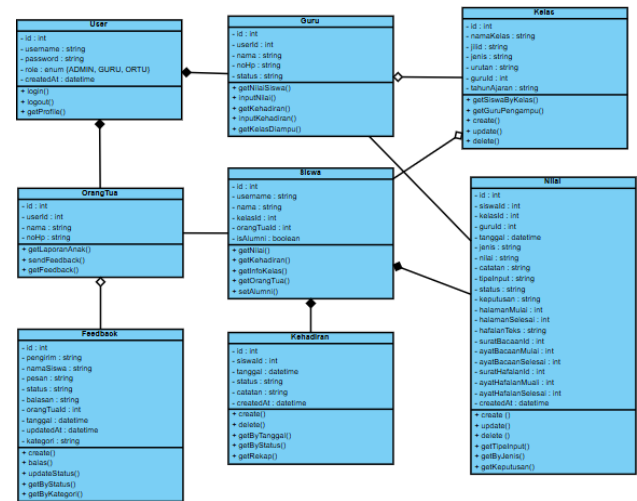 User
- id : int
- username : string
- password : string
- role : enum {ADMIN, GURU, ORTU}
- createdAt : datetime
+ login()
+ logout()
+ getProfile()
Guru
- id : int
- userId : int
- nama : string
- noHp : string
- status : string
+ getNilaiSiswa()
+ inputNilai()
+ getKehadiran()
+ inputKehadiran()
+ getKelasDiampu()
Kelas
- id : int
- namaKelas : string
- jilid : string
- jenis : string
- urutan : string
- guruId : int
- tahunAjaran : string
+ getSiswaByKelas()
+ getGuruPengampu()
+ create()
+ update()
+ delete()
OrangTua
- id : int
- userId : int
- nama : string
- noHp : string
+ getLaporanAnak()
+ sendFeedback()
+ getFeedback()
Siswa
- id : int
- username : string
- nama : string
- kelasId : int
- orangTuaId : int
- isAlumni : boolean
+ getNilai()
+ getKehadiran()
+ getInfoKelas()
+ getOrangTua()
+ setAlumni()
Nilai
- id : int
- siswaId : int
- kelasId : int
- guruId : int
- tanggal : datetime
- jenis : string
- nilai : string
- catatan : string
- tipeInput : string
- status : string
- keputusan : string
- halamanMulai : int
- halamanSelesai : int
- hafalanTeks : string
- suratBacaanId : int
- ayatBacaanMulai : int
- ayatBacaanSelesai : int
- suratHafalanId : int
- ayatHafalanMuali : int
- ayatHafalanSelesai : int
- createdAt : datetime
+ create ()
+ update()
+ delete ()
+ getTipeInput()
+ getByJenis()
+ getKeputusan()
Feedbaok
- id : int
- pengirim : string
- namaSiswa : string
- pesan : string
- status : string
- balasan : string
- orangTuaId : int
- tanggal : datetime
- updatedAt : datetime
- kategori : string
+ create()
+ balas()
+ updateStatus()
+ getByStatus()
+ getByKategori()
Kehadiran
- id : int
- siswaId : int
- tanggal : datetime
- status : string
- catatan : string
- createdAt : datetime
+ create()
+ delete()
+ getByTanggal()
+ getByStatus()
+ getRekap()